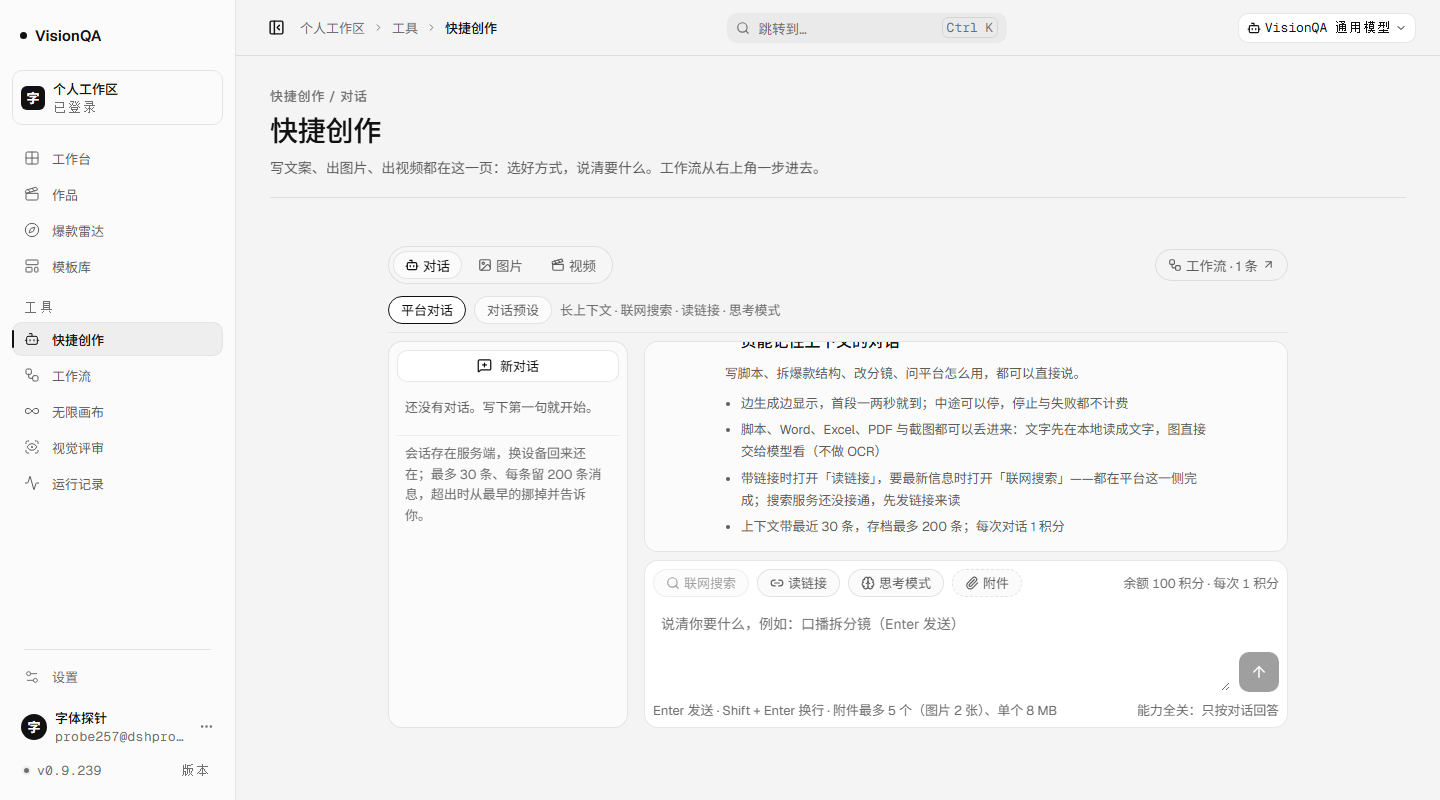 VisionQA
字
个人工作区
已登录
工作台
作品
爆款雷达
模板库
工具
快捷创作
工作流
无限画布
视觉评审
运行记录
设置
字
字体探针
probe257@dshpro…
v0.9.239
版本
个人工作区 > 工具 > 快捷创作
跳转到…
Ctrl K
VisionQA 通用模型
快捷创作 / 对话
快捷创作
写文案、出图片、出视频都在这一页：选好方式，说清要什么。工作流从右上角一步进去。
对话
图片
视频
工作流 · 1 条
平台对话
对话预设
长上下文 · 联网搜索 · 读链接 · 思考模式
新对话
还没有对话。写下第一句就开始。
会话存在服务端，换设备回来还
在；最多 30 条、每条留 200 条消
息，超出时从最早的挪掉并告诉
你。
能记住上下文的对话
写脚本、拆爆款结构、改分镜、问平台怎么用，都可以直接说。
边生成边显示，首段一两秒就到；中途可以停，停止与失败都不计费
脚本、Word、Excel、PDF 与截图都可以丢进来：文字先在本地读成文字，图直接
交给模型看（不做 OCR）
带链接时打开「读链接」，要最新信息时打开「联网搜索」——都在平台这一侧完
成；搜索服务还没接通，先发链接来读
上下文带最近 30 条，存档最多 200 条；每次对话 1 积分
联网搜索
读链接
思考模式
附件
余额 100 积分 · 每次 1 积分
说清你要什么，例如：口播拆分镜（Enter 发送）
Enter 发送 · Shift + Enter 换行 · 附件最多 5 个（图片 2 张）、单个 8 MB
能力全关：只按对话回答